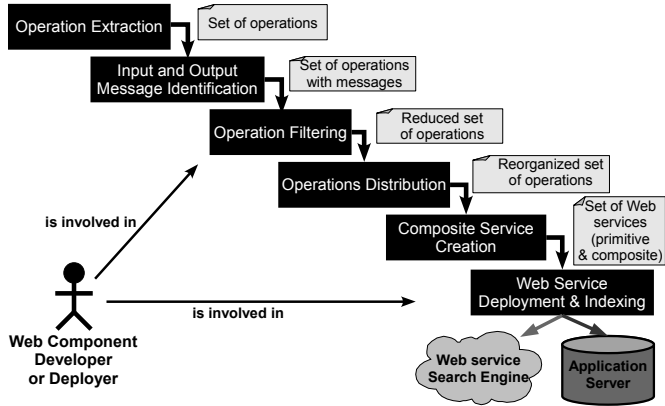 Operation Extraction
Set of operations
Input and Output
Message Identification
Set of operations
with messages
Operation Filtering
Reduced set
of operations
Operations Distribution
Reorganized set
of operations
Composite Service
Creation
Set of Web
services
(primitive
& composite)
Web Service
Deployment & Indexing
is involved in
is involved in
Web Component
Developer
or Deployer
Web service
Search Engine
Application
Server